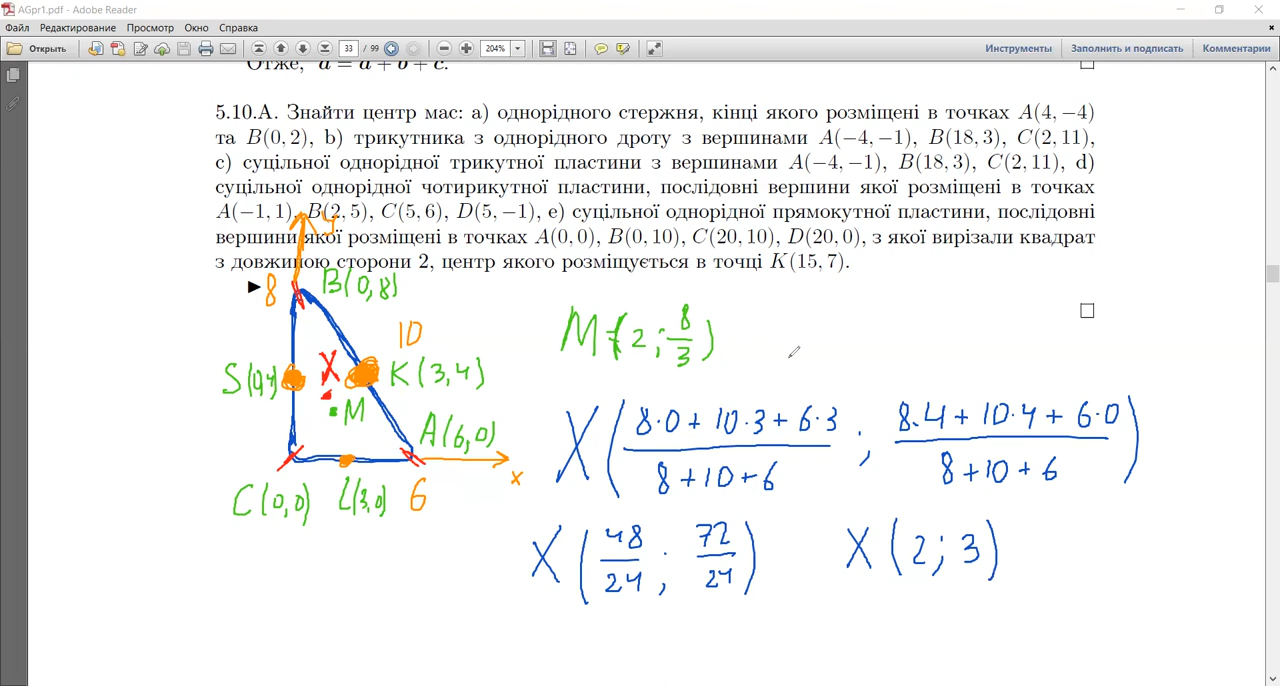 AGpr1.pdf - Adobe Reader
Файл Редактирование Просмотр Окно Справка
Открыть 33 / 99 204% Инструменты Заполнить и подписать Комментарии
Отже, a = a + b + c.
5.10.A. Знайти центр мас: a) однорідного стержня, кінці якого розміщені в точках A(4, −4)
та B(0, 2), b) трикутника з однорідного дроту з вершинами A(−4, −1), B(18, 3), C(2, 11),
c) суцільної однорідної трикутної пластини з вершинами A(−4, −1), B(18, 3), C(2, 11), d)
суцільної однорідної чотирикутної пластини, послідовні вершини якої розміщені в точках
A(−1, 1), B(2, 5), C(5, 6), D(5, −1), e) суцільної однорідної прямокутної пластини, послідовні
вершини якої розміщені в точках A(0, 0), B(0, 10), C(20, 10), D(20, 0), з якої вирізали квадрат
з довжиною сторони 2, центр якого розміщується в точці K(15, 7).
y
8 B(0,8)
10
M(2; 8/3)
S(0,4) X K(3,4)
M
A(6,0)
x
C(0,0) L(3,0) 6
X( (8·0 + 10·3 + 6·3)/(8 + 10 + 6) ; (8·4 + 10·4 + 6·0)/(8 + 10 + 6) )
X( 48/24 ; 72/24 ) X(2; 3)